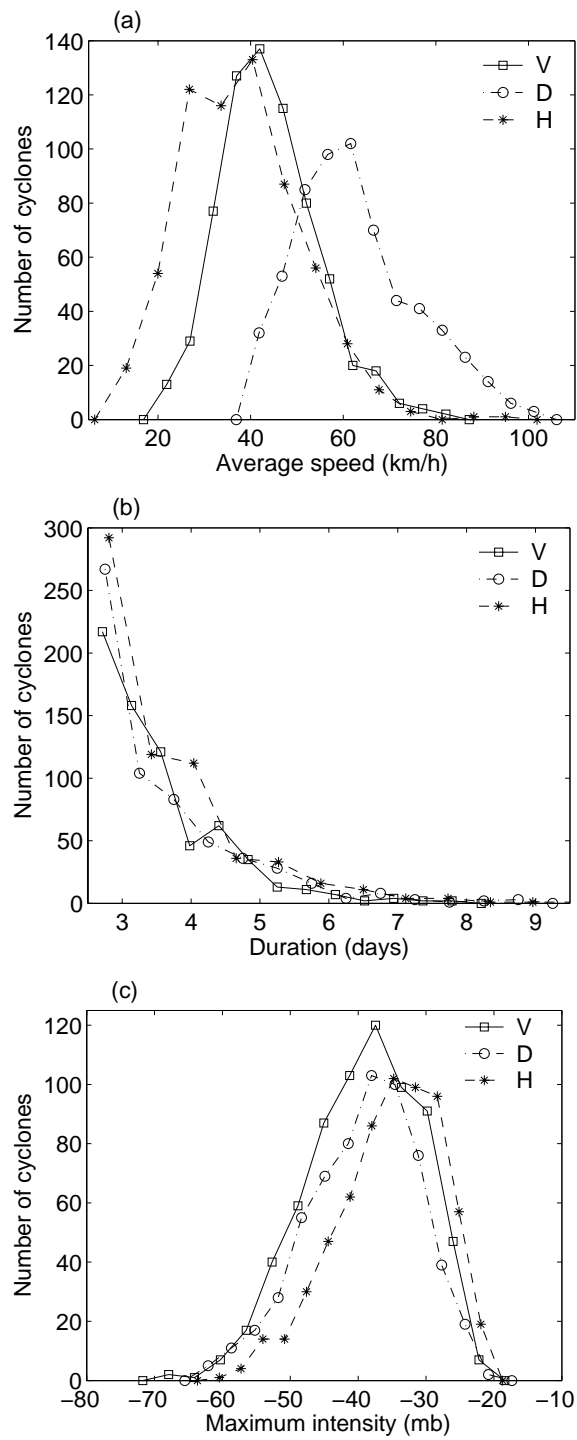 (a)
140
120
100
80
60
40
20
0
Number of cyclones
V
D
H
20 40 60 80 100
Average speed (km/h)
(b)
300
250
200
150
100
50
0
Number of cyclones
V
D
H
3 4 5 6 7 8 9
Duration (days)
(c)
120
100
80
60
40
20
0
Number of cyclones
V
D
H
−80 −70 −60 −50 −40 −30 −20 −10
Maximum intensity (mb)